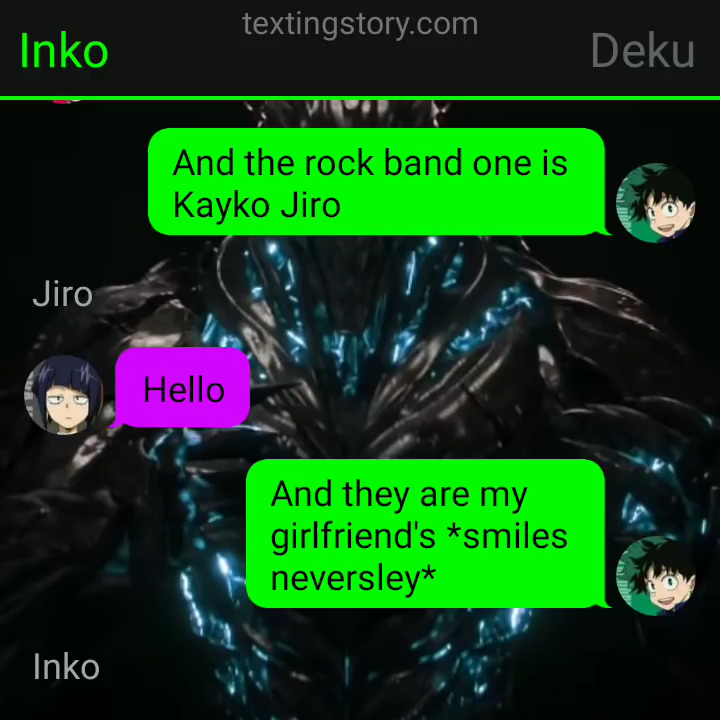 textingstory.com
Inko
Deku
And the rock band one is
Kayko Jiro
Jiro
Hello
And they are my
girlfriend's *smiles
neversley*
Inko